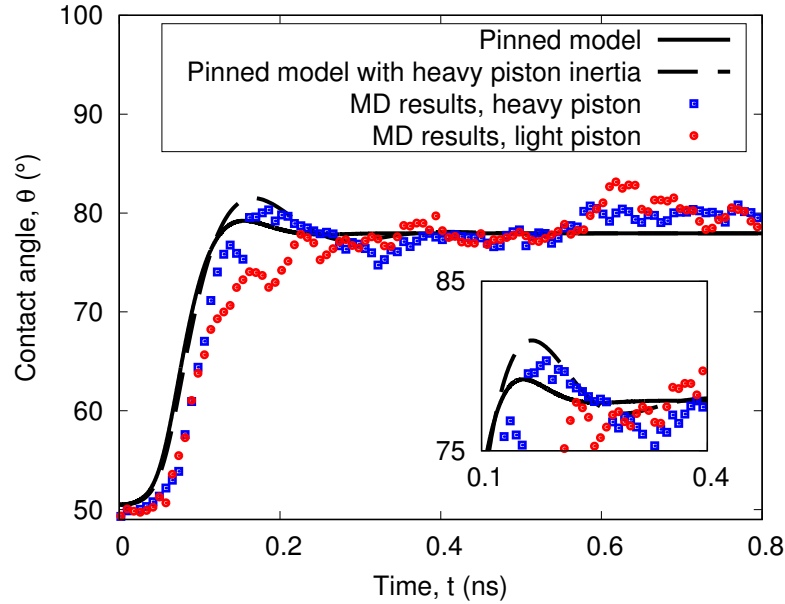 Pinned model
Pinned model with heavy piston inertia
MD results, heavy piston
MD results, light piston
Contact angle, θ (°)
100
90
80
70
60
50
85
75
0.1
0.4
0
0.2
0.4
0.6
0.8
Time, t (ns)